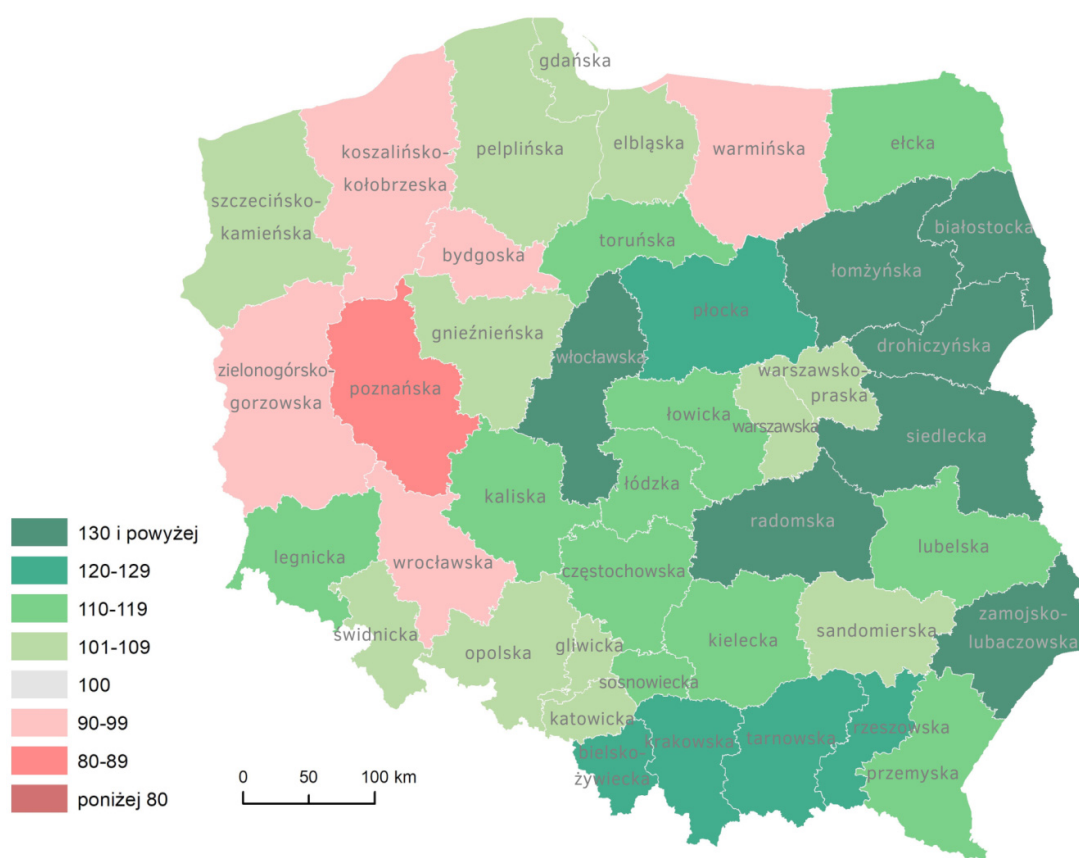 gdańska
koszalińsko-
kołobrzeska
pelplińska
elbląska
warmińska
ełcka
szczecińsko-
kamieńska
bydgoska
toruńska
białostocka
łomżyńska
płocka
gnieźnieńska
włocławska
drohiczyńska
zielonogórsko-
gorzowska
poznańska
warszawsko-
praska
łowicka
warszawska
siedlecka
kaliska
łódzka
radomska
lubelska
legnicka
wrocławska
częstochowska
świdnicka
opolska
gliwicka
kielecka
sandomierska
zamojsko-
lubaczowska
sosnowiecka
katowicka
bielsko-
żywiecka
krakowska
tarnowska
rzeszowska
przemyska
130 i powyżej
120-129
110-119
101-109
100
90-99
80-89
poniżej 80
0 50 100 km